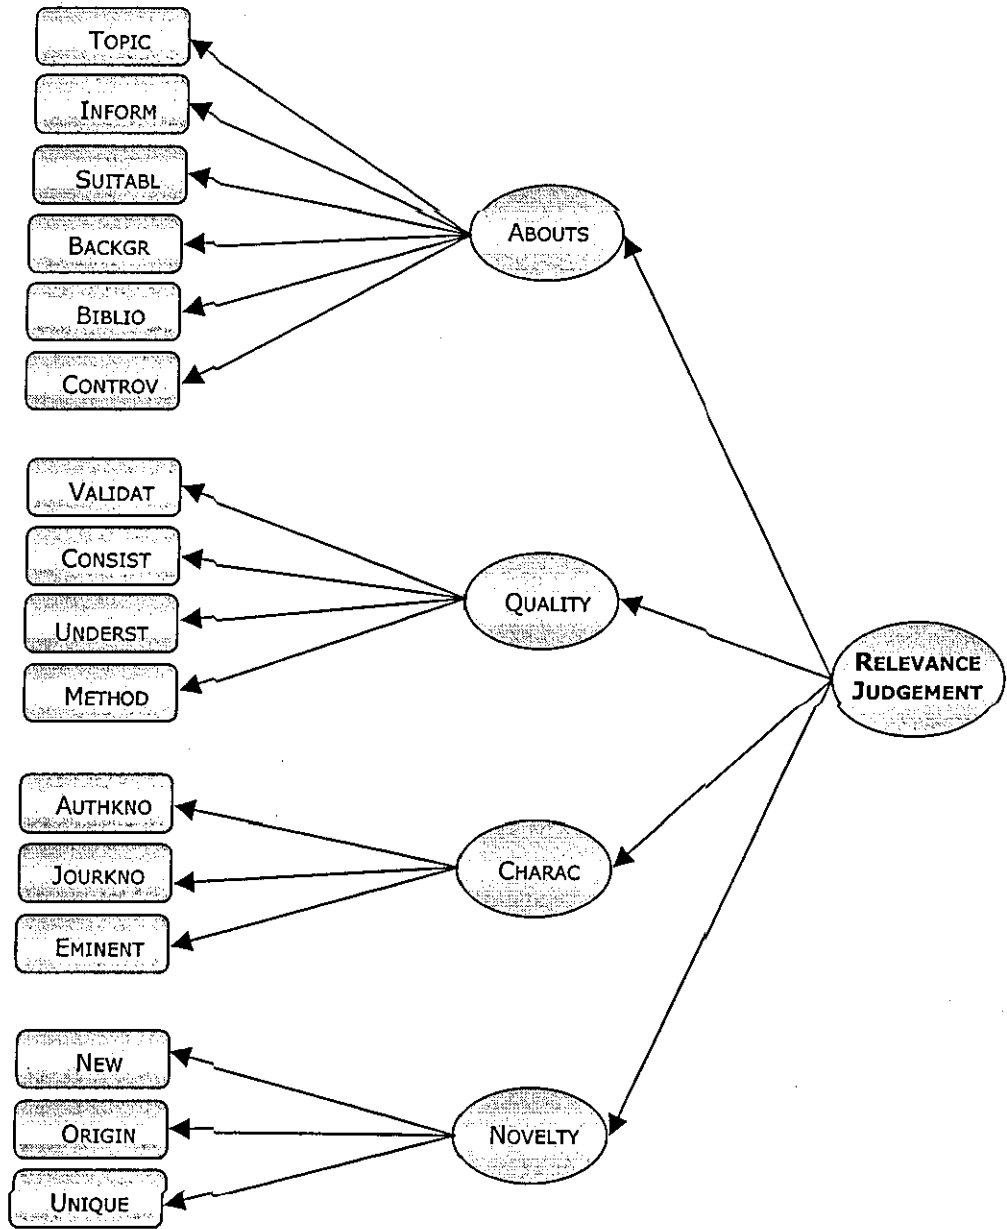 TOPIC
INFORM
SUITABL
BACKGR
BIBLIO
CONTROV
ABOUTS
VALIDAT
CONSIST
UNDERST
METHOD
QUALITY
RELEVANCE
JUDGEMENT
AUTHKNO
JOURKNO
EMINENT
CHARAC
NEW
ORIGIN
UNIQUE
NOVELTY